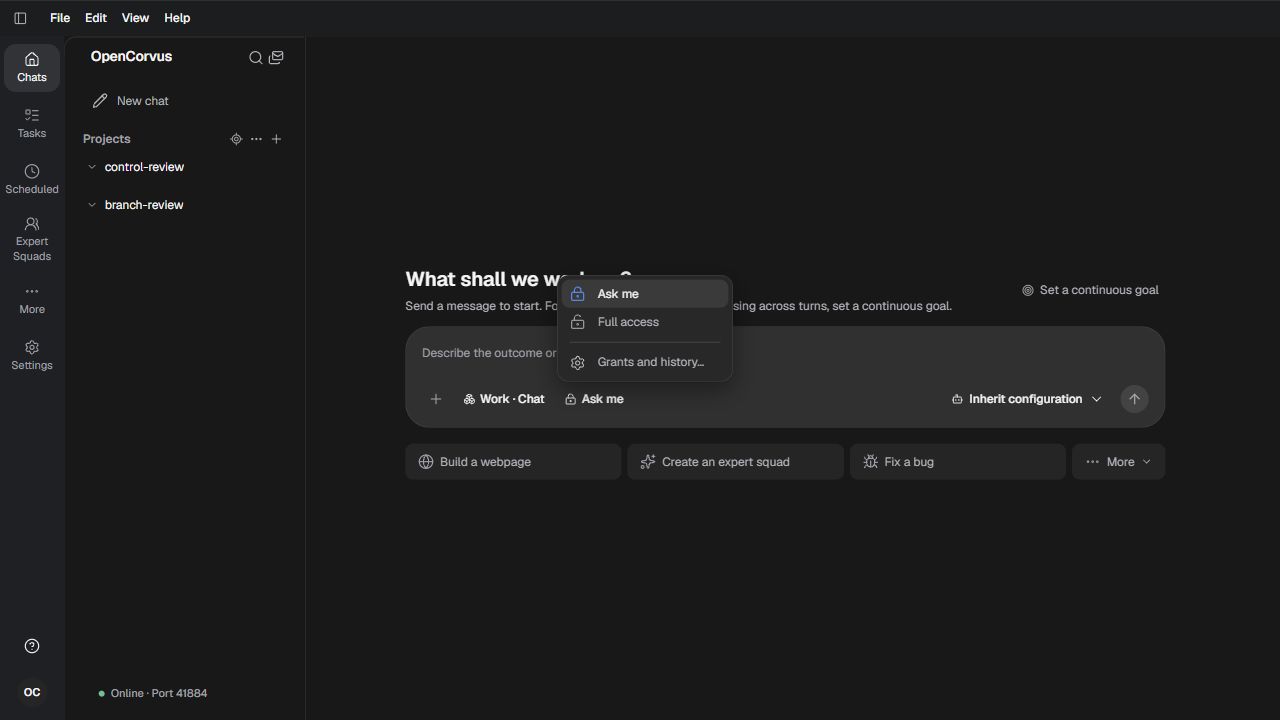 File Edit View Help
OpenCorvus
Chats
New chat
Tasks
Projects
control-review
Scheduled
branch-review
Expert
Squads
More
Settings
What shall we
Set a continuous goal
Send a message to start.
sing across turns, set a continuous goal.
Ask me
Full access
Grants and history...
Describe the outcome or
Work · Chat
Ask me
Inherit configuration
Build a webpage
Create an expert squad
Fix a bug
More
OC
Online · Port 41884